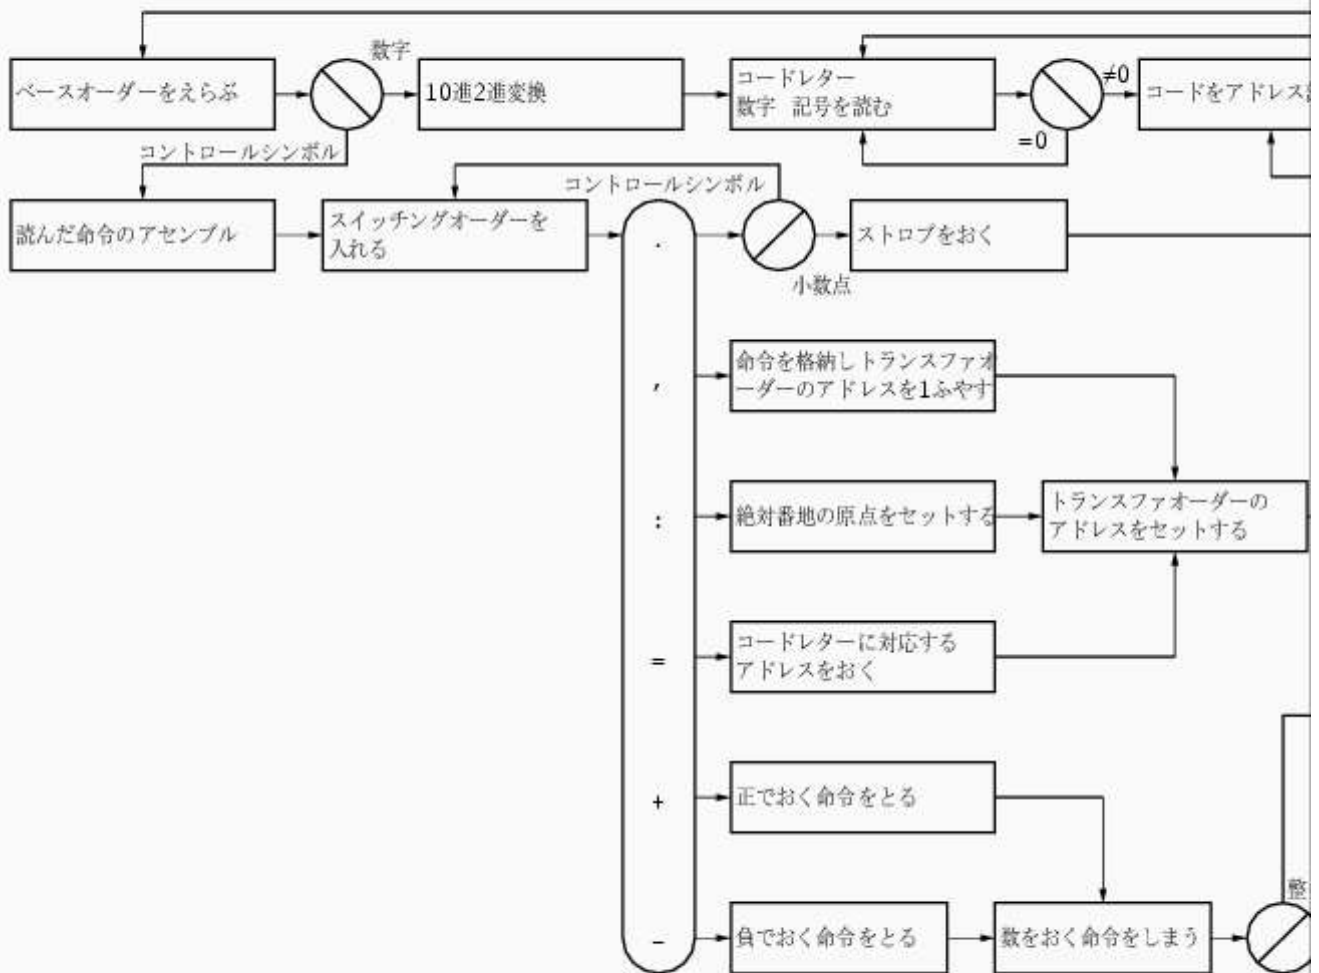 数字
ベースオーダーをえらぶ
10進2進変換
コードレター
数字 記号を読む
≠0
=0
コードをアドレス
コントロールシンボル
コントロールシンボル
読んだ命令のアセンブル
スイッチングオーダーを
入れる
.
ストロブをおく
小数点
,
命令を格納しトランスファオ
ーダーのアドレスを1ふやす
:
絶対番地の原点をセットする
トランスファオーダーの
アドレスをセットする
=
コードレターに対応する
アドレスをおく
+
正でおく命令をとる
整
-
負でおく命令をとる
数をおく命令をしまう